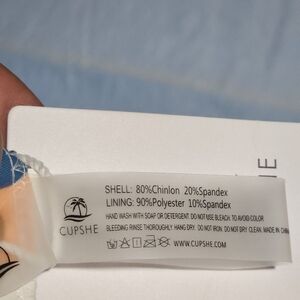 SHELL: 80%Chinlon 20%Spandex
LINING: 90%Polyester 10%Spandex
HAND WASH WITH SOAP OR DETERGENT. DO NOT USE BLEACH. TO AVOID COLOR
BLEEDING RINSE THOROUGHLY. HANG DRY. DO NOT IRON. DO NOT DRY CLEAN. MADE IN CHINA
CUPSHE
WWW.CUPSHE.COM